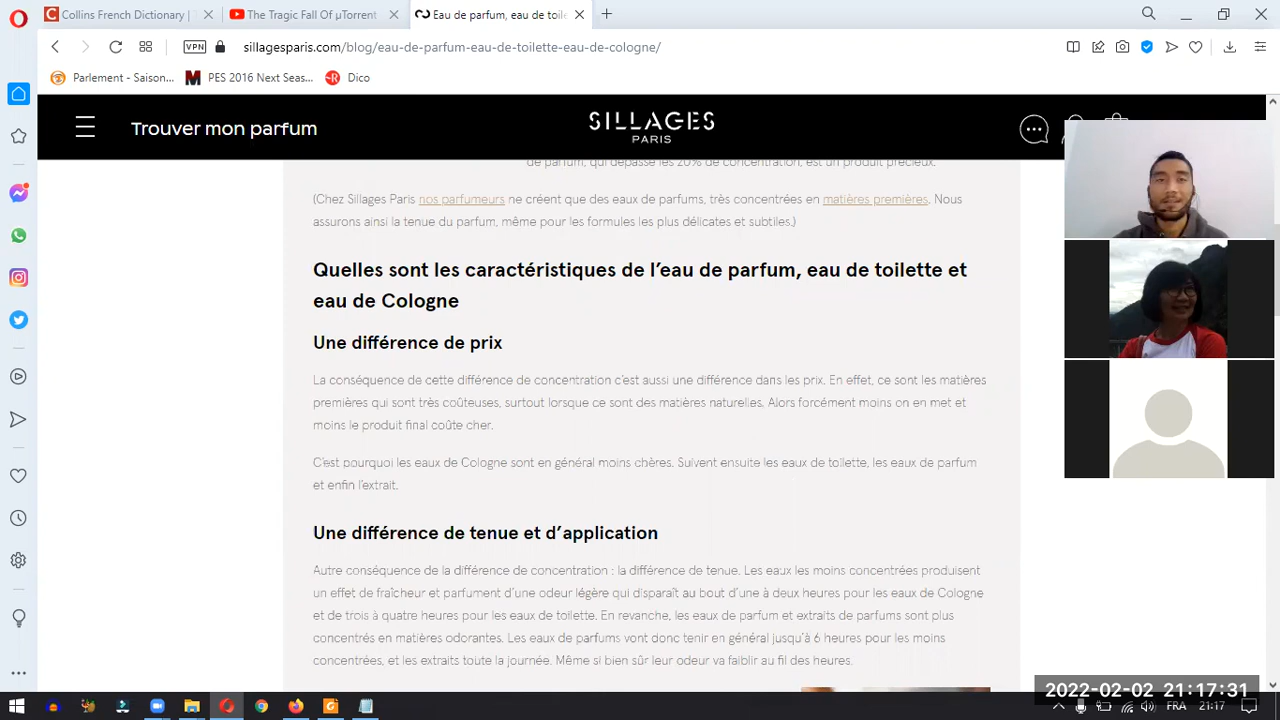 Collins French Dictionary |
The Tragic Fall Of µTorrent
Eau de parfum, eau de toile
VPN
sillagesparis.com/blog/eau-de-parfum-eau-de-toilette-eau-de-cologne/
Parlement - Saison...
PES 2016 Next Seas...
Dico
Trouver mon parfum
SILLAGES
PARIS
de parfum, qui dépasse les 20% de concentration, est un produit précieux.
(Chez Sillages Paris nos parfumeurs ne créent que des eaux de parfums, très concentrées en matières premières. Nous
assurons ainsi la tenue du parfum, même pour les formules les plus délicates et subtiles.)
Quelles sont les caractéristiques de l’eau de parfum, eau de toilette et
eau de Cologne
Une différence de prix
La conséquence de cette différence de concentration c’est aussi une différence dans les prix. En effet, ce sont les matières
premières qui sont très coûteuses, surtout lorsque ce sont des matières naturelles. Alors forcément moins on en met et
moins le produit final coûte cher.
C’est pourquoi les eaux de Cologne sont en général moins chères. Suivent ensuite les eaux de toilette, les eaux de parfum
et enfin l’extrait.
Une différence de tenue et d’application
Autre conséquence de la différence de concentration : la différence de tenue. Les eaux les moins concentrées produisent
un effet de fraîcheur et parfument d’une odeur légère qui disparaît au bout d’une à deux heures pour les eaux de Cologne
et de trois à quatre heures pour les eaux de toilette. En revanche, les eaux de parfum et extraits de parfums sont plus
concentrés en matières odorantes. Les eaux de parfums vont donc tenir en général jusqu’à 6 heures pour les moins
concentrées, et les extraits toute la journée. Même si bien sûr leur odeur va faiblir au fil des heures.
2022-02-02 21:17:31
FRA
21:17